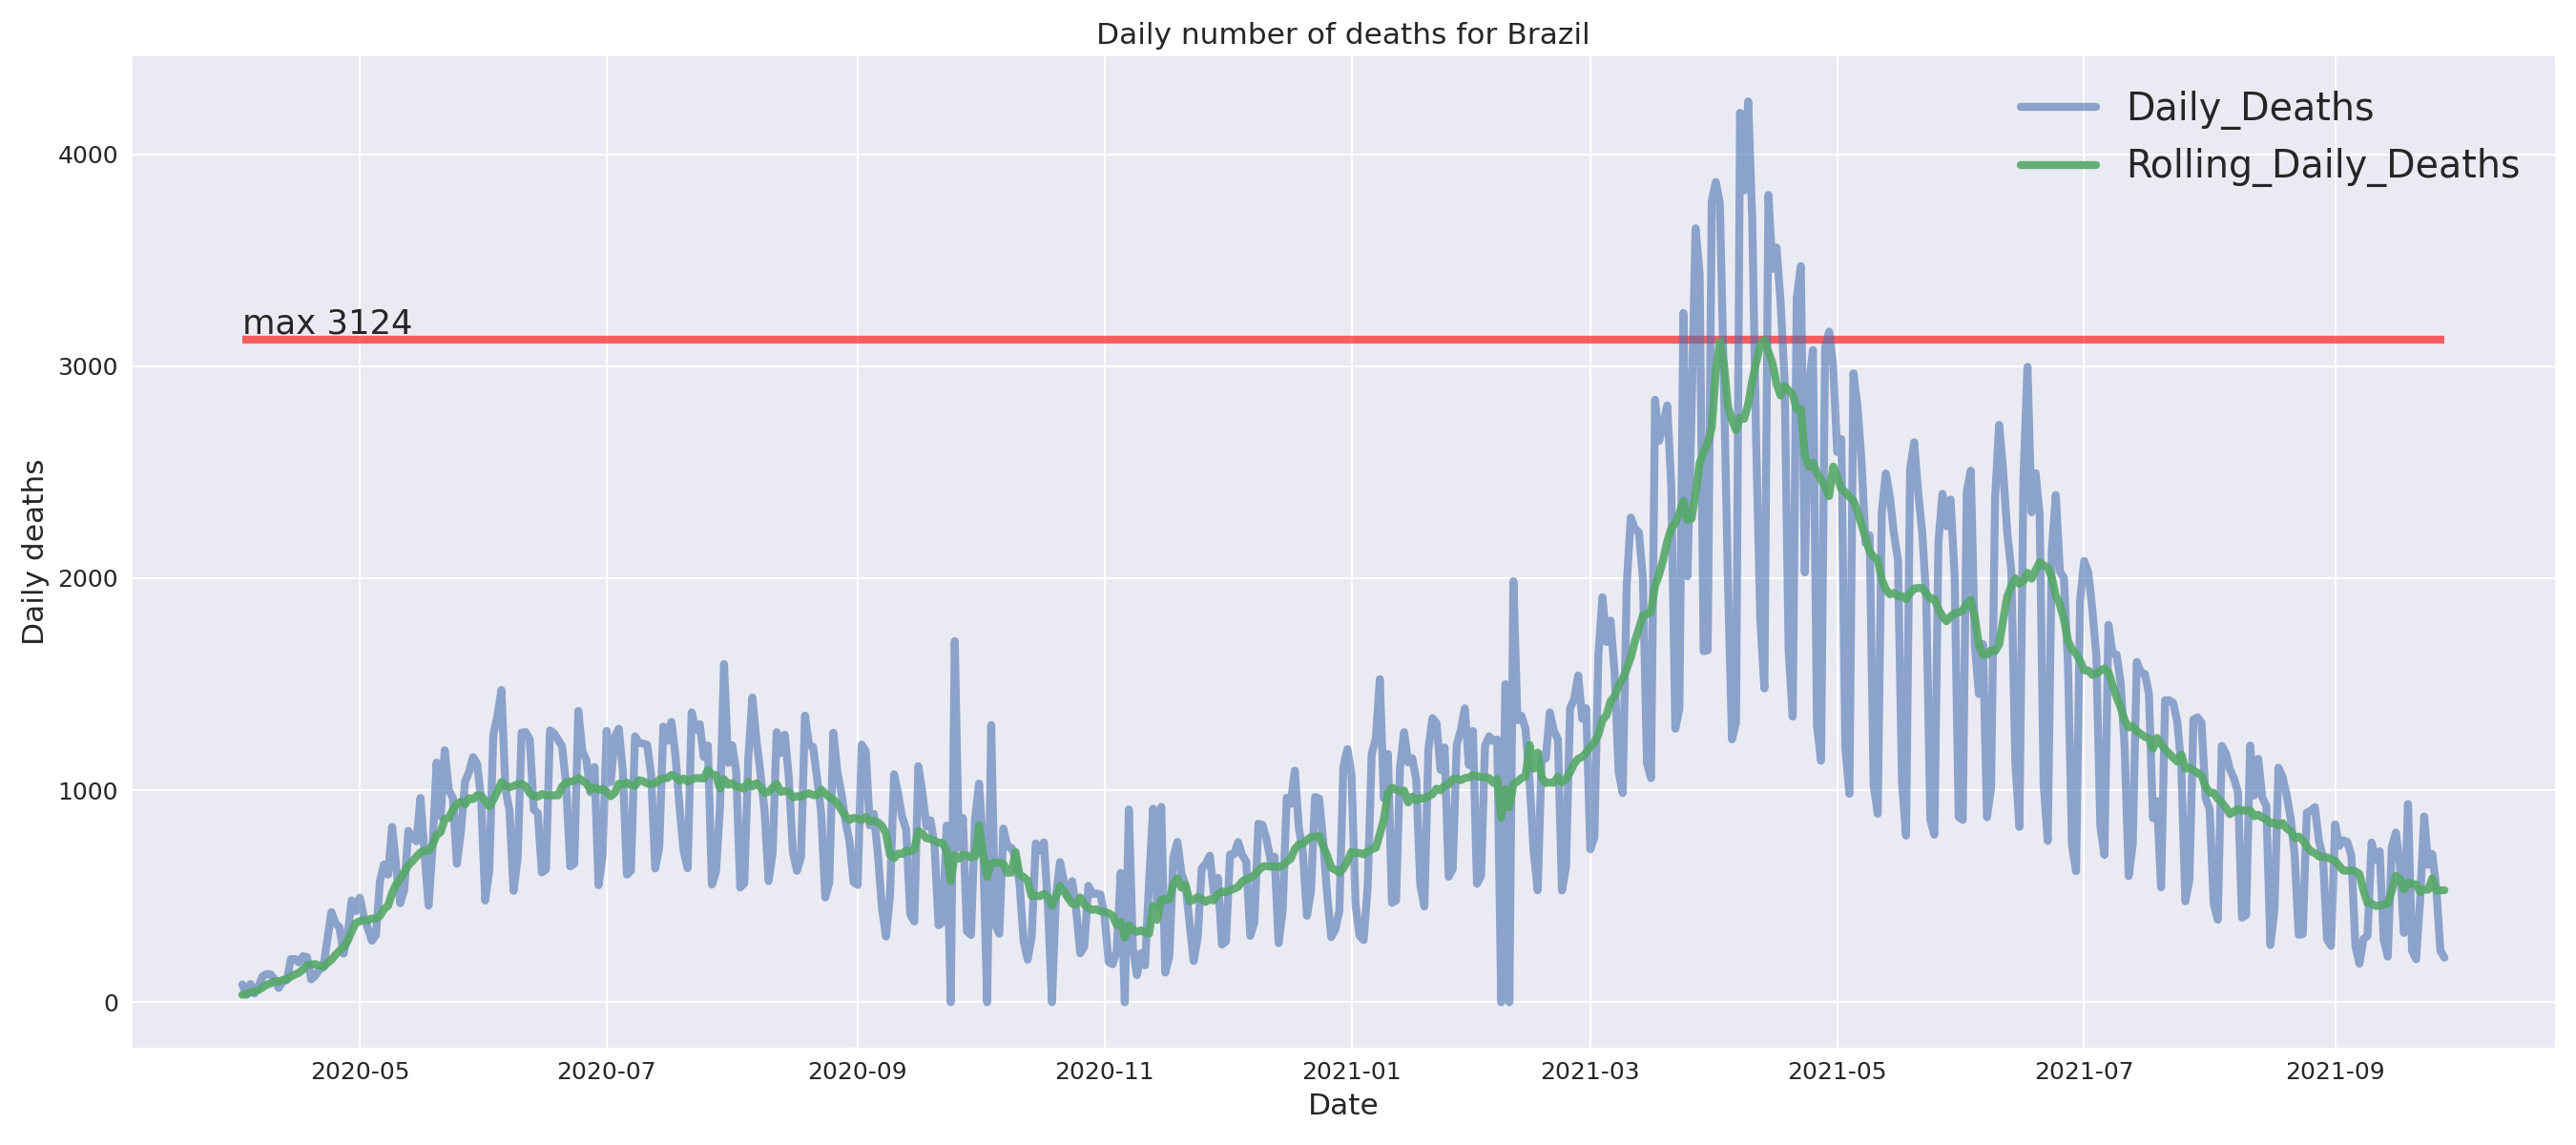 Daily number of deaths for Brazil
Daily_Deaths
Rolling_Daily_Deaths
4000
max 3124
3000
2000
1000
0
Daily deaths
2020-05 2020-07 2020-09 2020-11 2021-01 2021-03 2021-05 2021-07 2021-09
Date